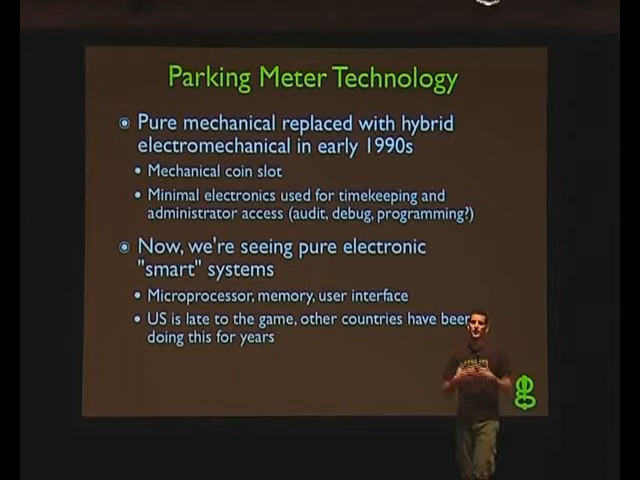 Parking Meter Technology
Pure mechanical replaced with hybrid
electromechanical in early 1990s
Mechanical coin slot
Minimal electronics used for timekeeping and
administrator access (audit, debug, programming?)
Now, we're seeing pure electronic
"smart" systems
Microprocessor, memory, user interface
US is late to the game, other countries have been
doing this for years